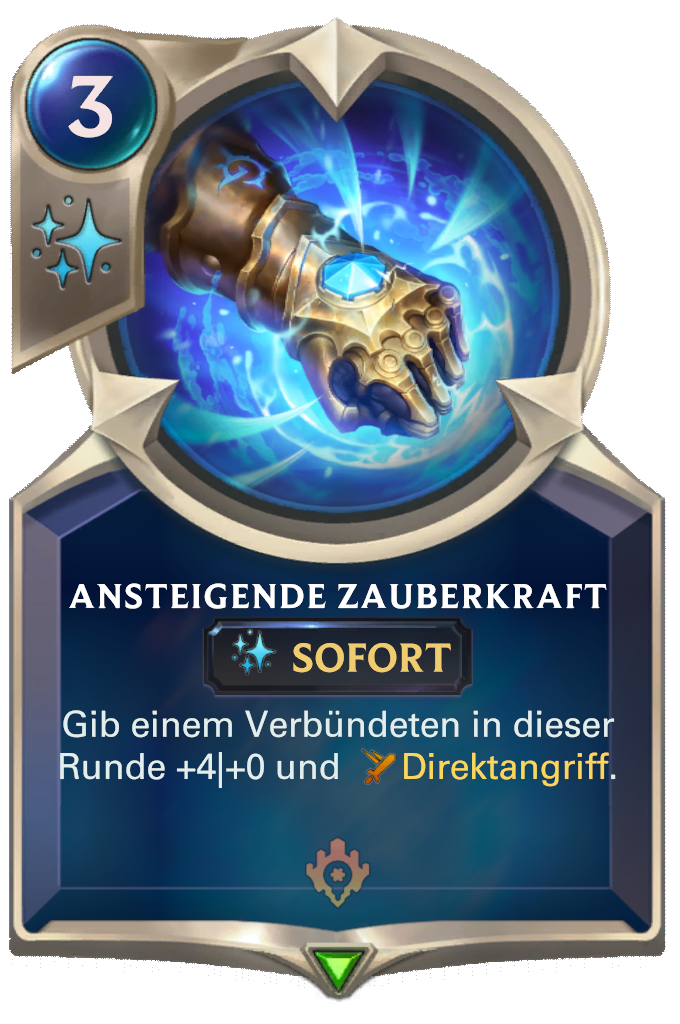 3
ANSTEIGENDE ZAUBERKRAFT
SOFORT
Gib einem Verbündeten in dieser
Runde +4|+0 und Direktangriff.